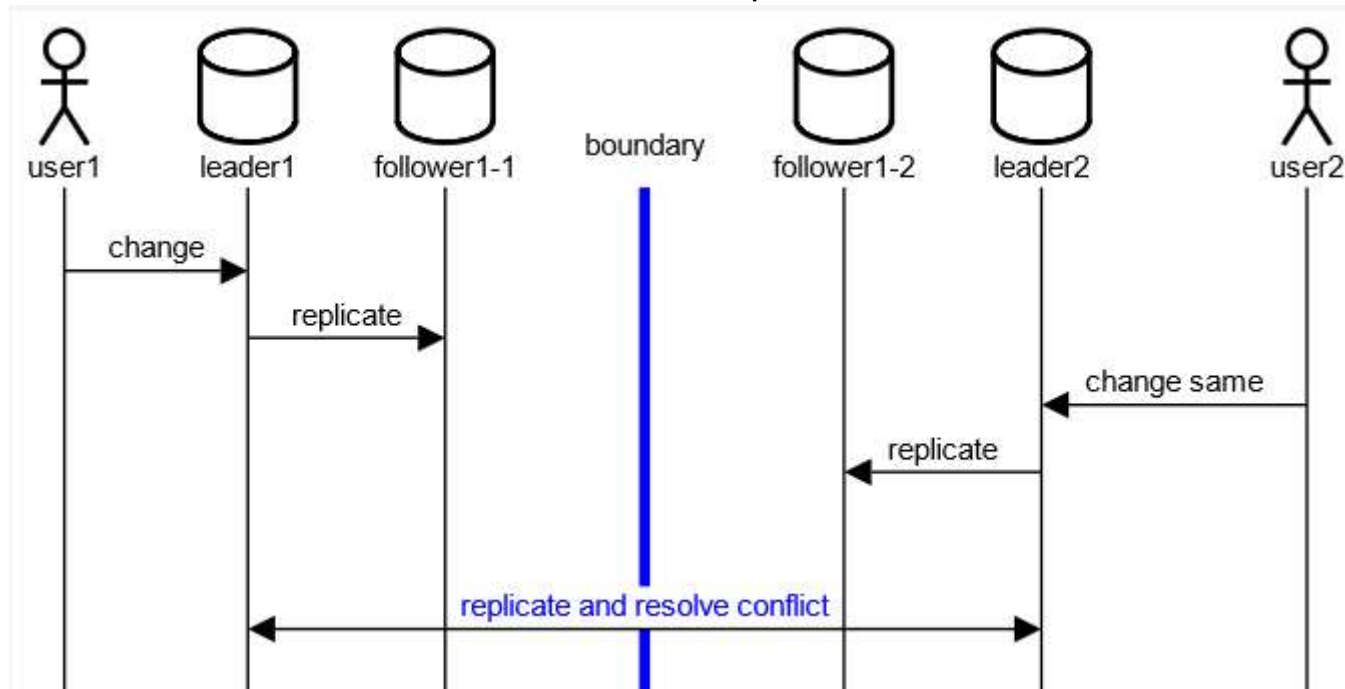 user1
leader1
follower1-1
boundary
follower1-2
leader2
user2
change
replicate
change same
replicate
replicate and resolve conflict